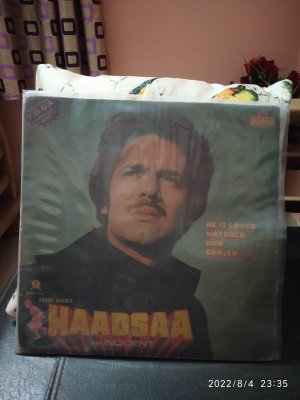 Y.O.G.A
HE IS LOVED
HATCHED
AND
CHASED...!
AKBAR KHAN'S
HAADSAA
AN INCIDENT
2022/8/4 23:35